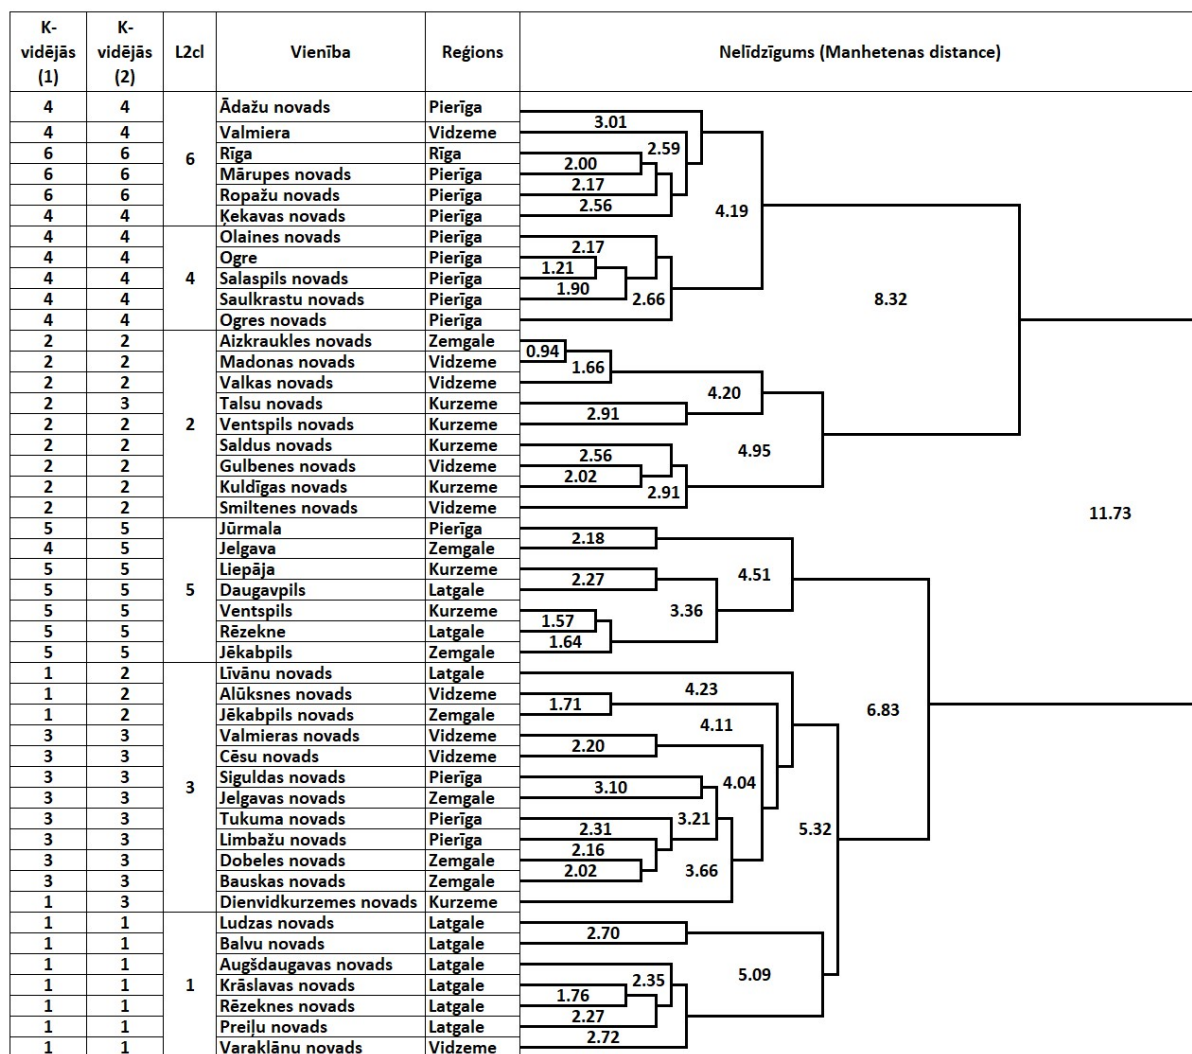 K-vidējās (1) K-vidējās (2) L2cl Vienība Reģions Nelīdzīgums (Manhetenas distance)
4 4 Ādažu novads Pierīga
3.01
4 4 Valmiera Vidzeme
2.59
6 6 Rīga Rīga
6
2.00
6 6 Mārupes novads Pierīga
2.17
6 6 Ropažu novads Pierīga
2.56 4.19
4 4 Ķekavas novads Pierīga
4 4 Olaines novads Pierīga
2.17
4 4 Ogre Pierīga
1.21
4 4 4 Salaspils novads Pierīga
1.90 2.66 8.32
4 4 Saulkrastu novads Pierīga
4 4 Ogres novads Pierīga
2 2 Aizkraukles novads Zemgale
0.94
2 2 Madonas novads Vidzeme
1.66
2 2 Valkas novads Vidzeme
4.20
2 3 Talsu novads Kurzeme
2.91
2 2 2 Ventspils novads Kurzeme
2 2 Saldus novads Kurzeme
2.56 4.95
2 2 Gulbenes novads Vidzeme
2.02
2 2 Kuldīgas novads Kurzeme
2.91
2 2 Smiltenes novads Vidzeme
11.73
5 5 Jūrmala Pierīga
2.18
4 5 Jelgava Zemgale
5 5 Liepāja Kurzeme
2.27 4.51
5 5 5 Daugavpils Latgale
5 5 Ventspils Kurzeme
1.57 3.36
5 5 Rēzekne Latgale
1.64
5 5 Jēkabpils Zemgale
1 2 Līvānu novads Latgale
4.23
1 2 Alūksnes novads Vidzeme
1.71 6.83
1 2 Jēkabpils novads Zemgale
4.11
3 3 Valmieras novads Vidzeme
2.20
3 3 Cēsu novads Vidzeme
3 3 Siguldas novads Pierīga
3
3.10 4.04
3 3 Jelgavas novads Zemgale
3 3 Tukuma novads Pierīga
2.31 3.21 5.32
3 3 Limbažu novads Pierīga
2.16
3 3 Dobeles novads Zemgale
2.02 3.66
3 3 Bauskas novads Zemgale
1 3 Dienvidkurzemes novads Kurzeme
1 1 Ludzas novads Latgale
2.70
1 1 Balvu novads Latgale
1 1 Augšdaugavas novads Latgale
2.35 5.09
1 1 1 Krāslavas novads Latgale
1.76
1 1 Rēzeknes novads Latgale
2.27
1 1 Preiļu novads Latgale
2.72
1 1 Varakļānu novads Vidzeme